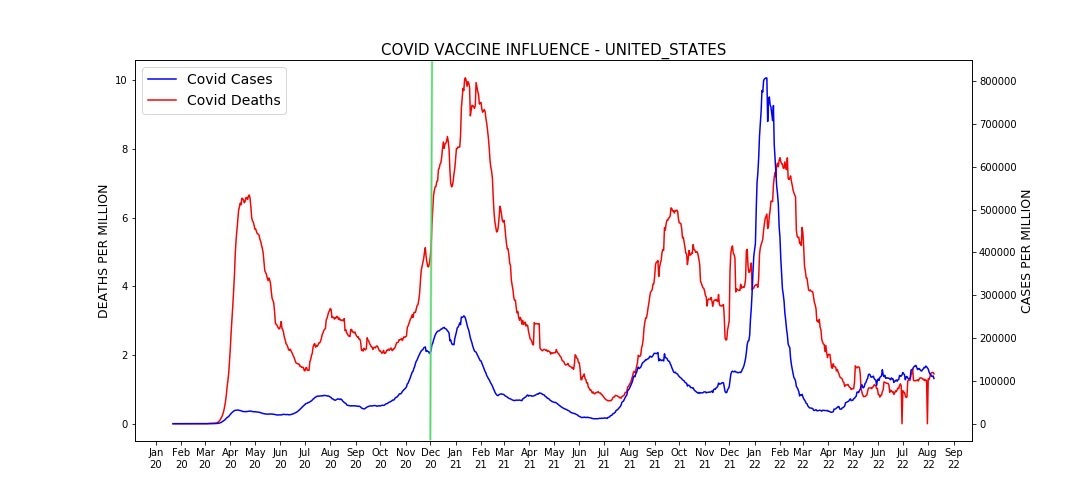 COVID VACCINE INFLUENCE - UNITED_STATES
Covid Cases
Covid Deaths
DEATHS PER MILLION
10
8
6
4
2
0
CASES PER MILLION
800000
700000
600000
500000
400000
300000
200000
100000
0
Jan Feb Mar Apr May Jun Jul Aug Sep Oct Nov Dec Jan Feb Mar Apr May Jun Jul Aug Sep Oct Nov Dec Jan Feb Mar Apr May Jun Jul Aug Sep
20 20 20 20 20 20 20 20 20 20 20 20 21 21 21 21 21 21 21 21 21 21 21 21 22 22 22 22 22 22 22 22 22